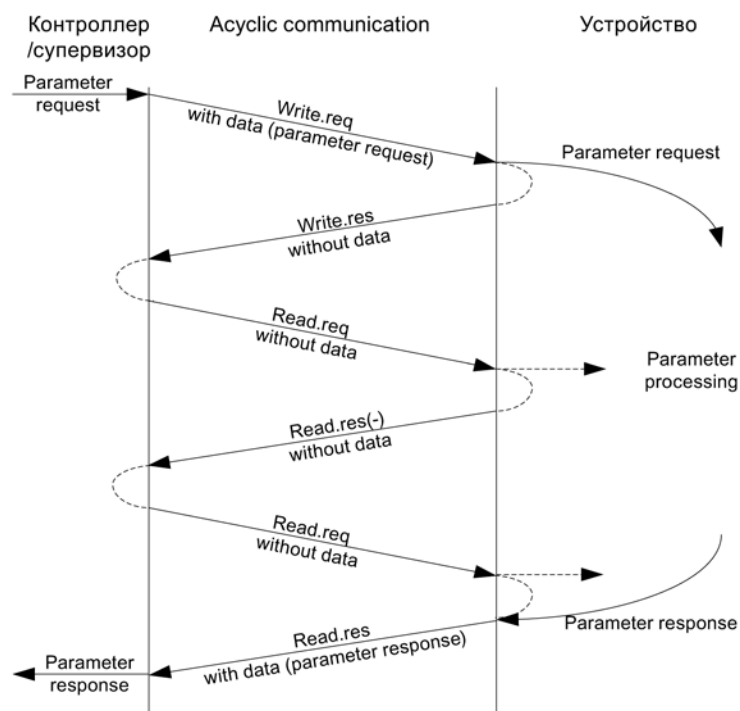 Контроллер
/супервизор
Acyclic communication
Устройство
Parameter
request
Write.req
with data (parameter request)
Parameter request
Write.res
without data
Read.req
without data
Parameter
processing
Read.res(-)
without data
Read.req
without data
Parameter response
Read.res
with data (parameter response)
Parameter
response